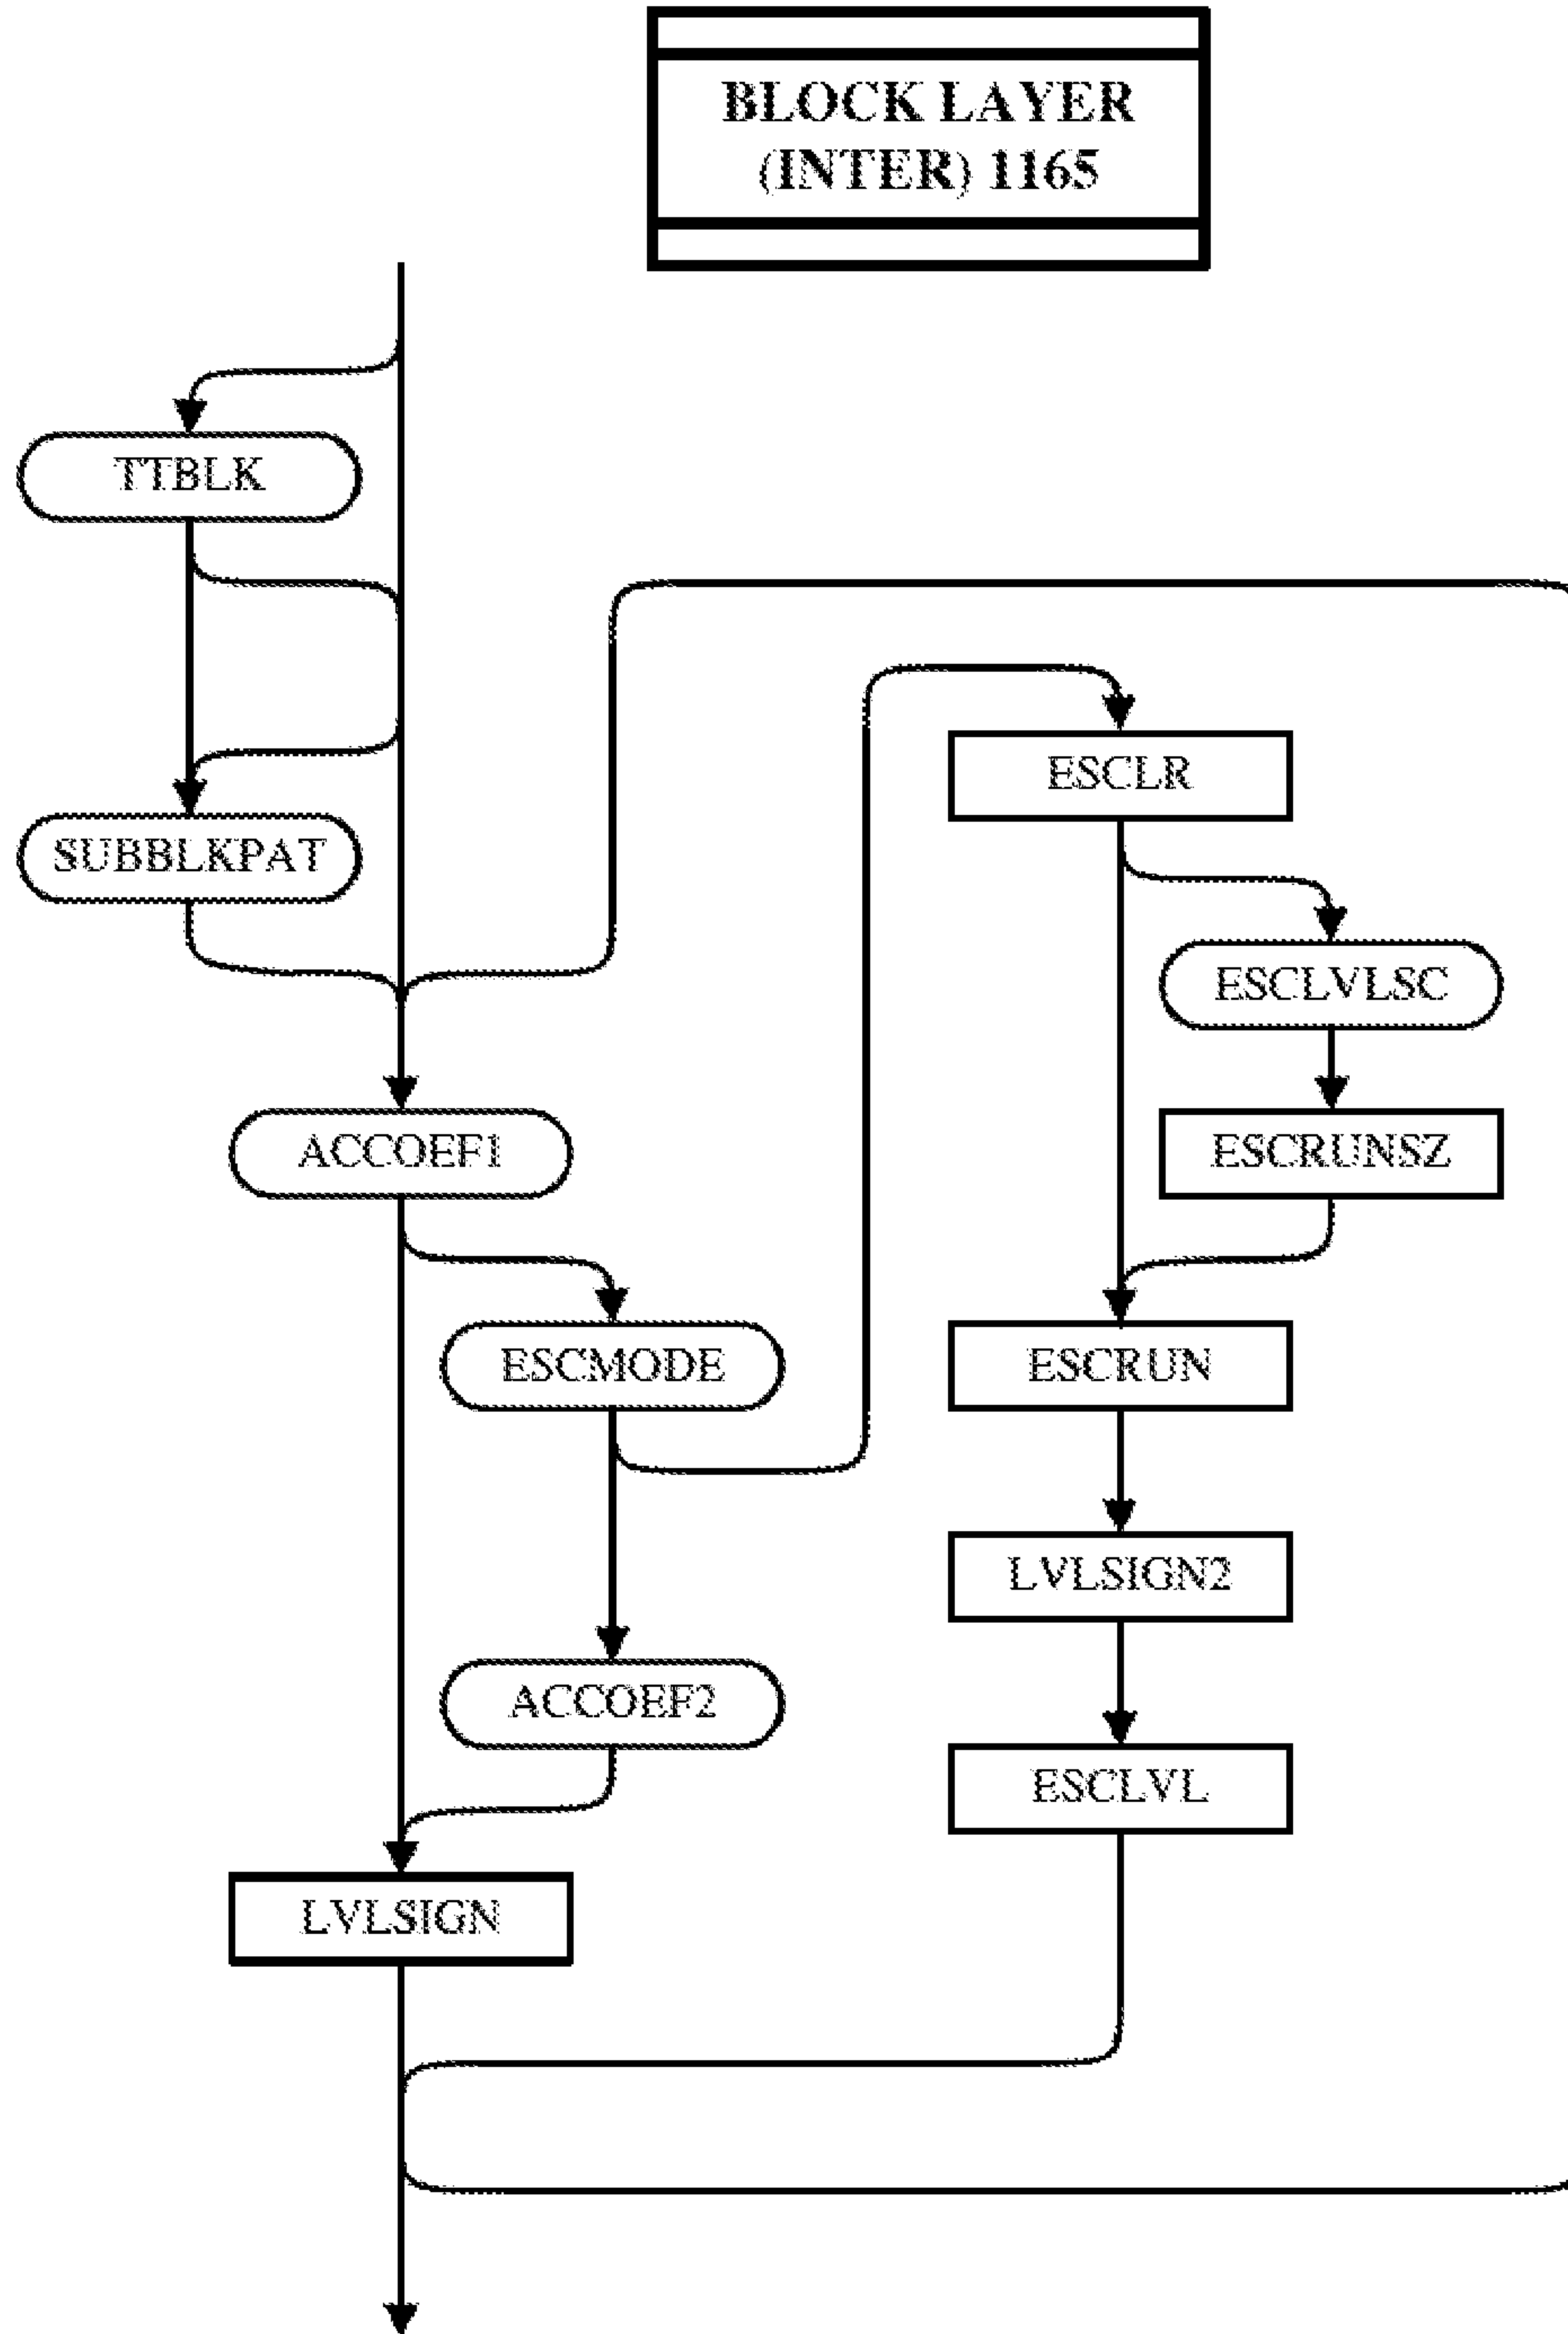 BLOCK LAYER
(INTER) 1165
TTBLK
SUBBLKPAT
ACCOEF1
ESCMODE
ACCOEF2
LVLSIGN
ESCLR
ESCLVLSC
ESCRUNSZ
ESCRUN
LVLSIGN2
ESCLVL